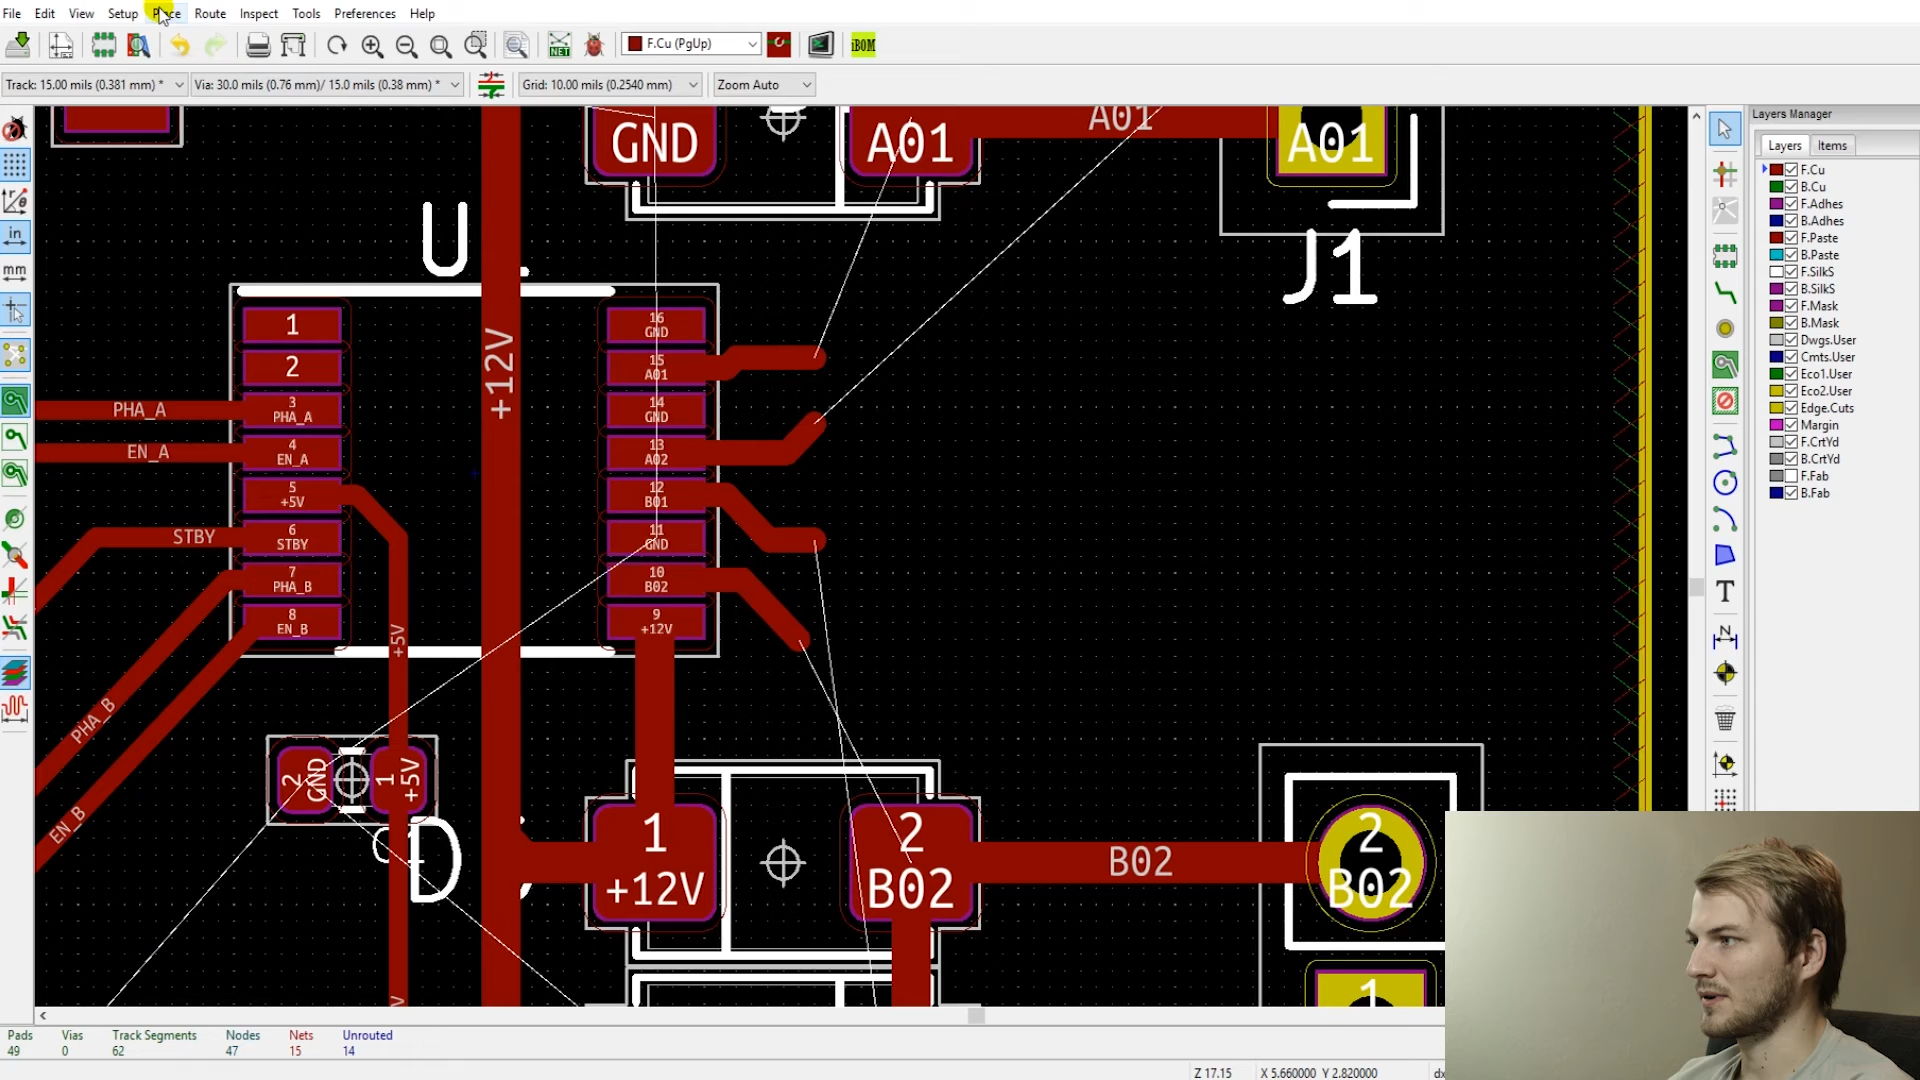 File Edit View Setup Place Route Inspect Tools Preferences Help
NET F.Cu (PgUp) iBOM
Track: 15.00 mils (0.381 mm) * Via: 30.0 mils (0.76 mm)/ 15.0 mils (0.38 mm) * Grid: 10.00 mils (0.2540 mm) Zoom Auto
Layers Manager
Layers Items
F.Cu
B.Cu
F.Adhes
B.Adhes
F.Paste
B.Paste
F.SilkS
B.SilkS
F.Mask
B.Mask
Dwgs.User
Cmts.User
Eco1.User
Eco2.User
Edge.Cuts
Margin
F.CrtYd
B.CrtYd
F.Fab
B.Fab
in
mm
T
N
GND
A01
A01
A01
J1
U
+12V
1
2
3
PHA_A
4
EN_A
5
+5V
6
STBY
7
PHA_B
8
EN_B
16
GND
15
A01
14
GND
13
A02
12
B01
11
GND
10
B02
9
+12V
PHA_A
EN_A
STBY
PHA_B
EN_B
+5V
2
GND
1
+5V
D
1
+12V
2
B02
B02
2
B02
1
V
Pads Vias Track Segments Nodes Nets Unrouted
49 0 62 47 15 14
Z 17.15 X 5.660000 Y 2.820000 dx